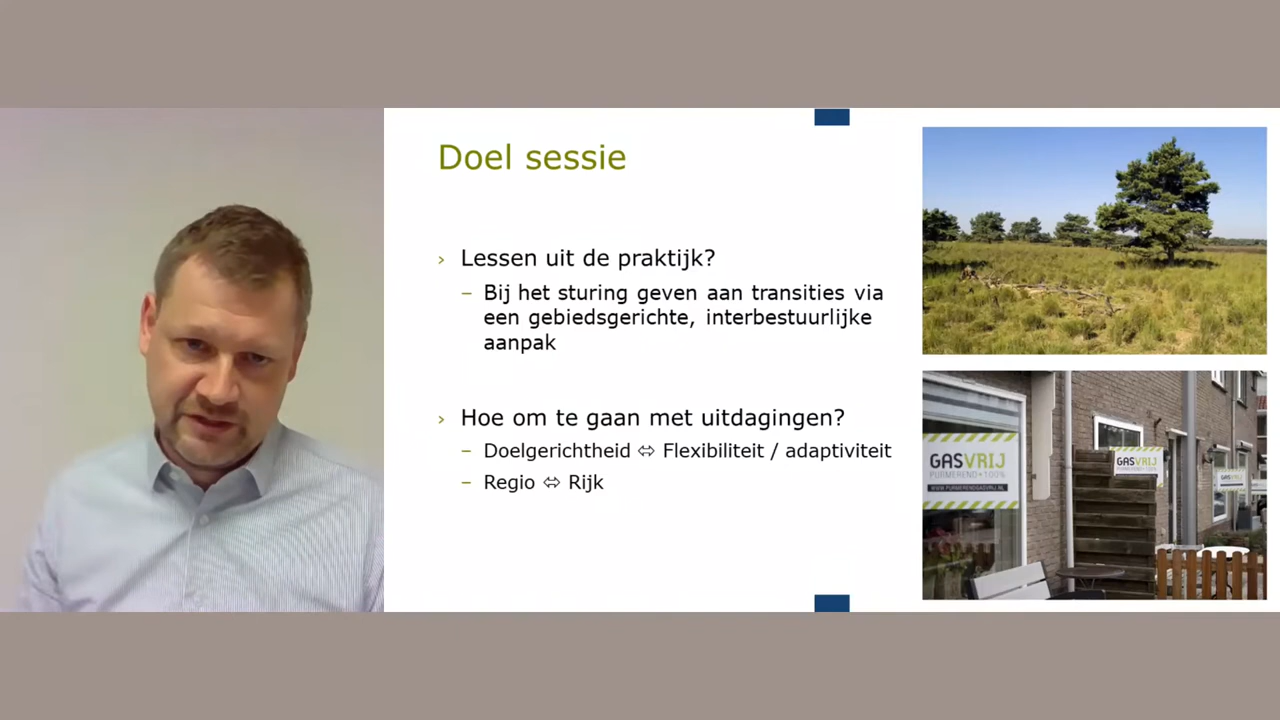 Doel sessie
› Lessen uit de praktijk?
– Bij het sturing geven aan transities via
een gebiedsgerichte, interbestuurlijke
aanpak
› Hoe om te gaan met uitdagingen?
– Doelgerichtheid ⇔ Flexibiliteit / adaptiviteit
– Regio ⇔ Rijk
GASVRIJ
PURMEREND•100%
WWW.PURMERENDGASVRIJ.NL
GASVRIJ
PURMEREND•100%
GASVRIJ